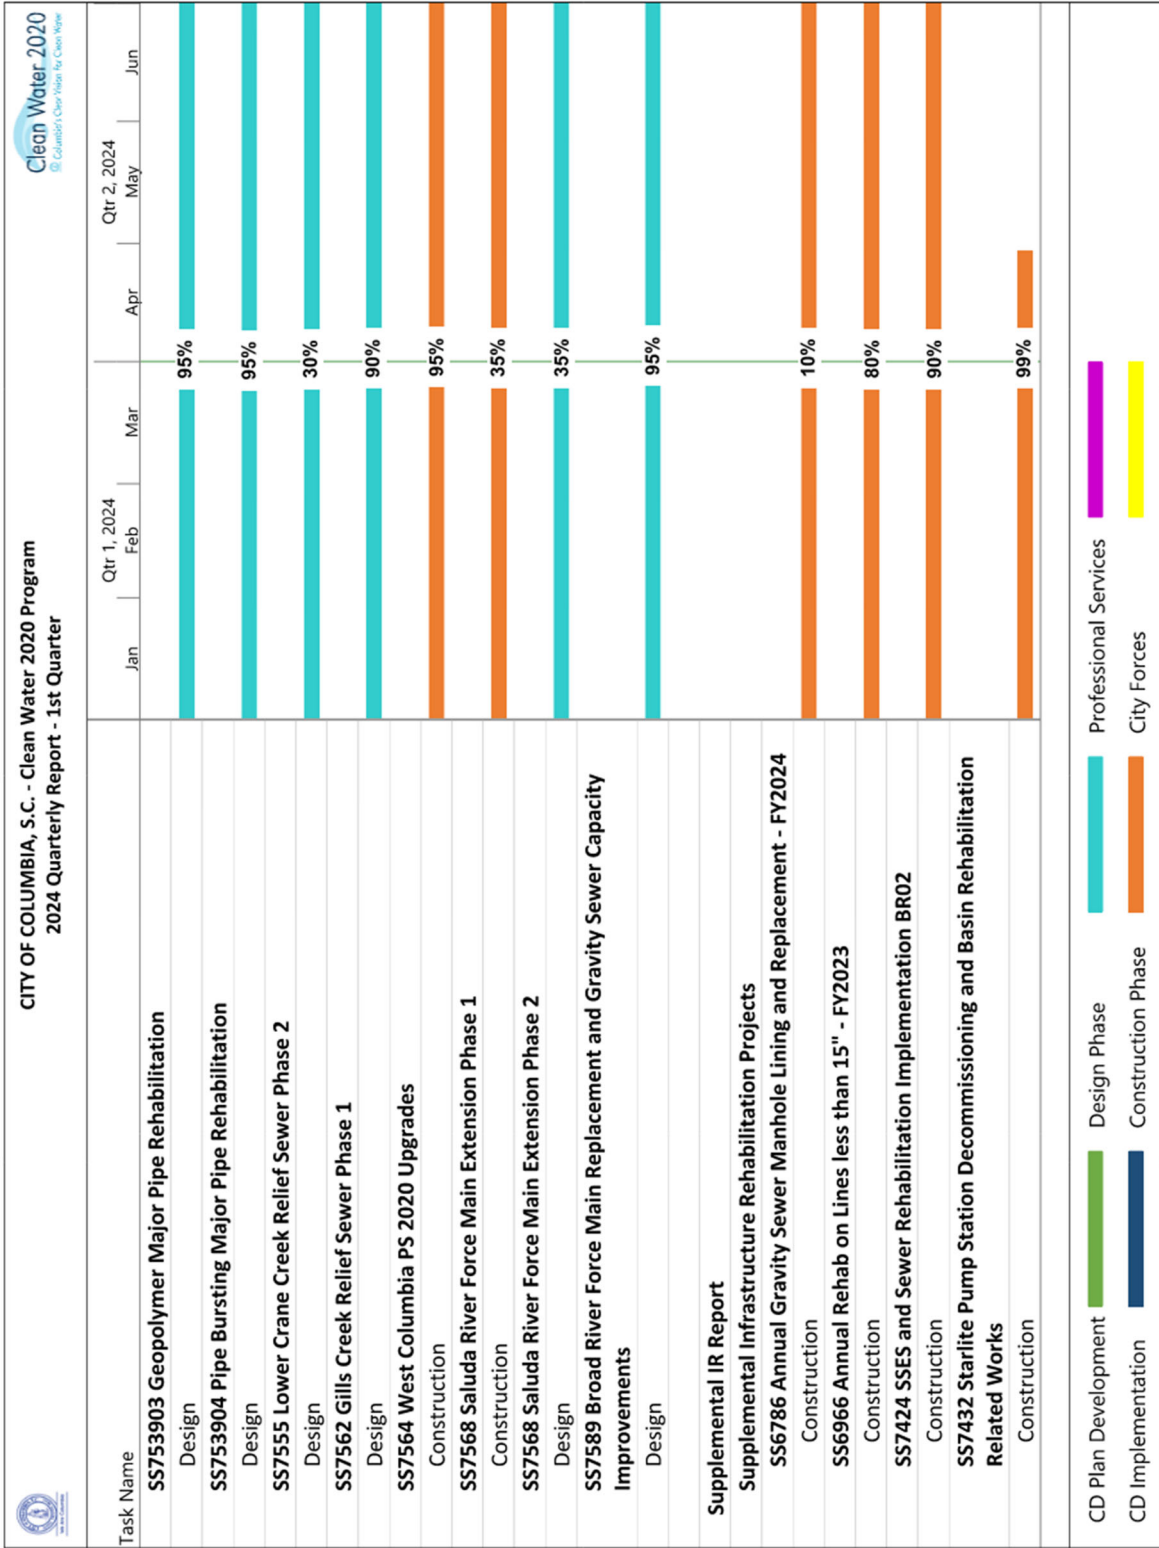 CITY OF COLUMBIA, S.C. - Clean Water 2020 Program
2024 Quarterly Report - 1st Quarter
Clean Water 2020
Columbia's Clear Vision For Clean Water
Task Name
Qtr 1, 2024
Qtr 2, 2024
Jan
Feb
Mar
Apr
May
Jun
SS753903 Geopolymer Major Pipe Rehabilitation
Design
95%
SS753904 Pipe Bursting Major Pipe Rehabilitation
Design
95%
SS7555 Lower Crane Creek Relief Sewer Phase 2
Design
30%
SS7562 Gills Creek Relief Sewer Phase 1
Design
90%
SS7564 West Columbia PS 2020 Upgrades
Construction
95%
SS7568 Saluda River Force Main Extension Phase 1
Construction
35%
SS7568 Saluda River Force Main Extension Phase 2
Design
35%
SS7589 Broad River Force Main Replacement and Gravity Sewer Capacity
Improvements
Design
95%
Supplemental IR Report
Supplemental Infrastructure Rehabilitation Projects
SS6786 Annual Gravity Sewer Manhole Lining and Replacement - FY2024
Construction
10%
SS6966 Annual Rehab on Lines less than 15" - FY2023
Construction
80%
SS7424 SSES and Sewer Rehabilitation Implementation BR02
Construction
90%
SS7432 Starlite Pump Station Decommissioning and Basin Rehabilitation
Related Works
Construction
99%
CD Plan Development
Design Phase
Professional Services
CD Implementation
Construction Phase
City Forces